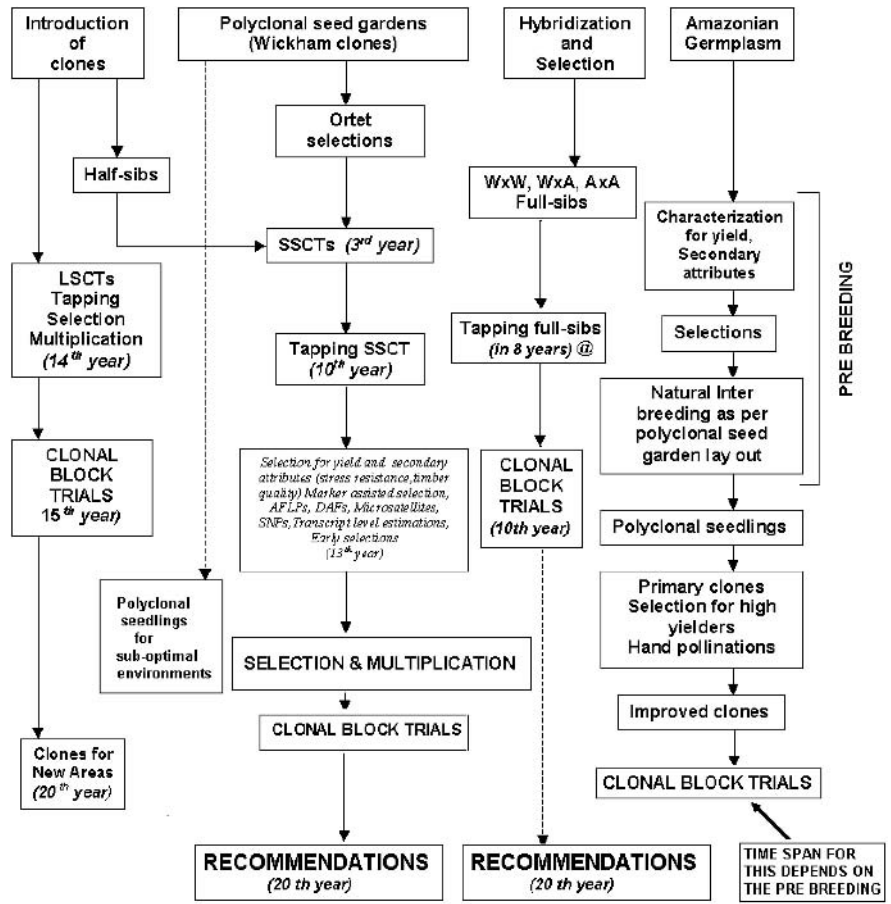 Introduction
of
clones
Polyclonal seed gardens
(Wickham clones)
Hybridization
and
Selection
Amazonian
Germplasm
Ortet
selections
Half-sibs
WxW, WxA, AxA
Full-sibs
Characterization
for yield,
Secondary
attributes
SSCTs (3rd year)
LSCTs
Tapping
Selection
Multiplication
(14th year)
Tapping SSCT
(10th year)
Tapping full-sibs
(in 8 years) @
Selections
PRE BREEDING
Natural Inter
breeding as per
polyclonal seed
garden lay out
CLONAL
BLOCK
TRIALS
15th year)
Selection for yield and secondary
attributes (stress resistance,timber
quality) Marker assisted selection,
AFLPs, DAFs, Microsatellites,
SNPs,Transcript level estimations,
Early selections
(13th year)
CLONAL
BLOCK
TRIALS
(10th year)
Polyclonal seedlings
Polyclonal
seedlings
for
sub-optimal
environments
Primary clones
Selection for high
yielders
Hand pollinations
SELECTION & MULTIPLICATION
Improved clones
CLONAL BLOCK TRIALS
Clones for
New Areas
(20th year)
CLONAL BLOCK TRIALS
RECOMMENDATIONS
(20 th year)
RECOMMENDATIONS
(20 th year)
TIME SPAN FOR
THIS DEPENDS ON
THE PRE BREEDING